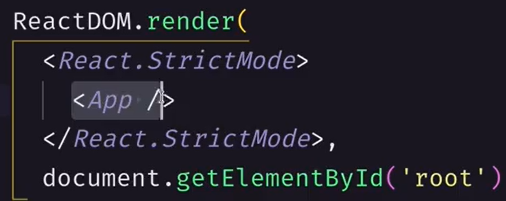 ReactDOM.render(
<React.StrictMode>
<App />
</React.StrictMode>,
document.getElementById('root')